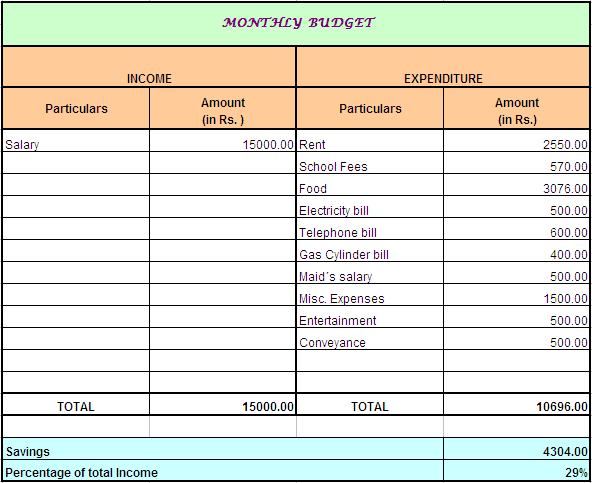 MONTHLY BUDGET
INCOME EXPENDITURE
Particulars Amount (in Rs. ) Particulars Amount (in Rs.)
Salary 15000.00 Rent 2550.00
School Fees 570.00
Food 3076.00
Electricity bill 500.00
Telephone bill 600.00
Gas Cylinder bill 400.00
Maid´s salary 500.00
Misc. Expenses 1500.00
Entertainment 500.00
Conveyance 500.00
TOTAL 15000.00 TOTAL 10696.00
Savings 4304.00
Percentage of total Income 29%